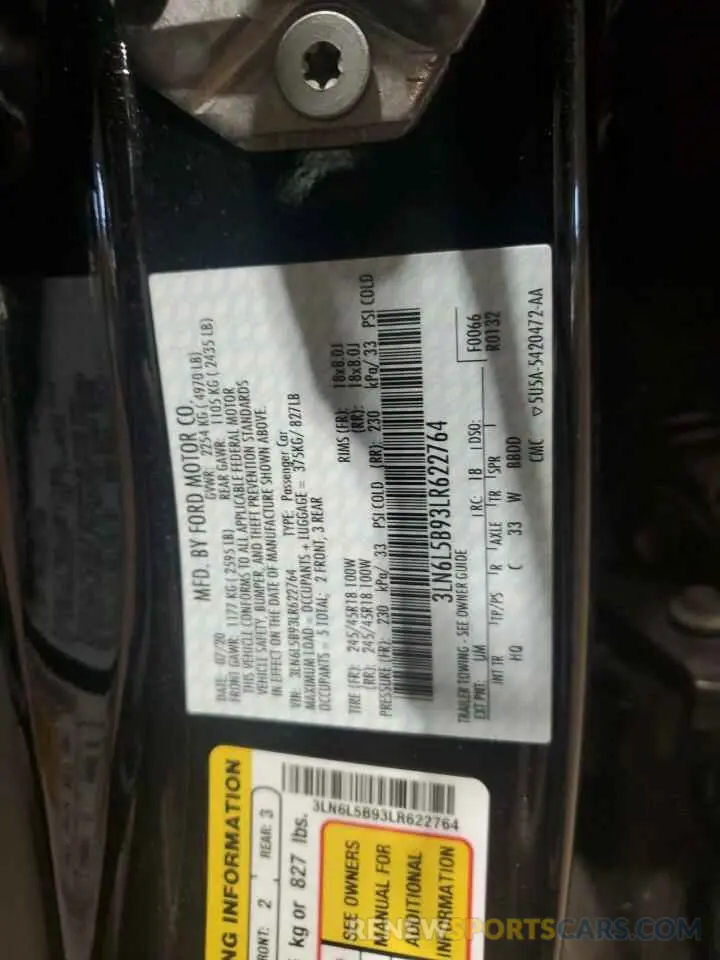 MFD. BY FORD MOTOR CO.
DATE: 07/20 GVWR: 2254 KG ( 4970 LB)
FRONT GAWR: 1177 KG ( 2595 LB) REAR GAWR: 1105 KG ( 2435 LB)
THIS VEHICLE CONFORMS TO ALL APPLICABLE FEDERAL MOTOR
VEHICLE SAFETY, BUMPER, AND THEFT PREVENTION STANDARDS
IN EFFECT ON THE DATE OF MANUFACTURE SHOWN ABOVE.
VIN: 3LN6L5B93LR622764 TYPE: Passenger Car
MAXIMUM LOAD = OCCUPANTS + LUGGAGE = 375KG/ 827LB
OCCUPANTS = 5 TOTAL; 2 FRONT, 3 REAR
TIRE (FR): 245/45R18 100W RIMS (FR): 18x8.0J
(RR): 245/45R18 100W (RR): 18x8.0J
PRESSURE (FR): 230 kPa/ 33 PSI COLD (RR): 230 kPa/ 33 PSI COLD
3LN6L5B93LR622764
TRAILER TOWING - SEE OWNER GUIDE
EXT PNT: UM RC: 18 DSO: F0066
R0132
INT TR TP/PS R AXLE TR SPR
HQ C 33 W BBDD
CMC ▽ 5U5A-5420472-AA
NG INFORMATION
FRONT: 2 REAR: 3
kg or 827 lbs.
3LN6L5B93LR622764
SEE OWNERS
MANUAL FOR
ADDITIONAL
INFORMATION
RENEWSPORTSCARS.COM